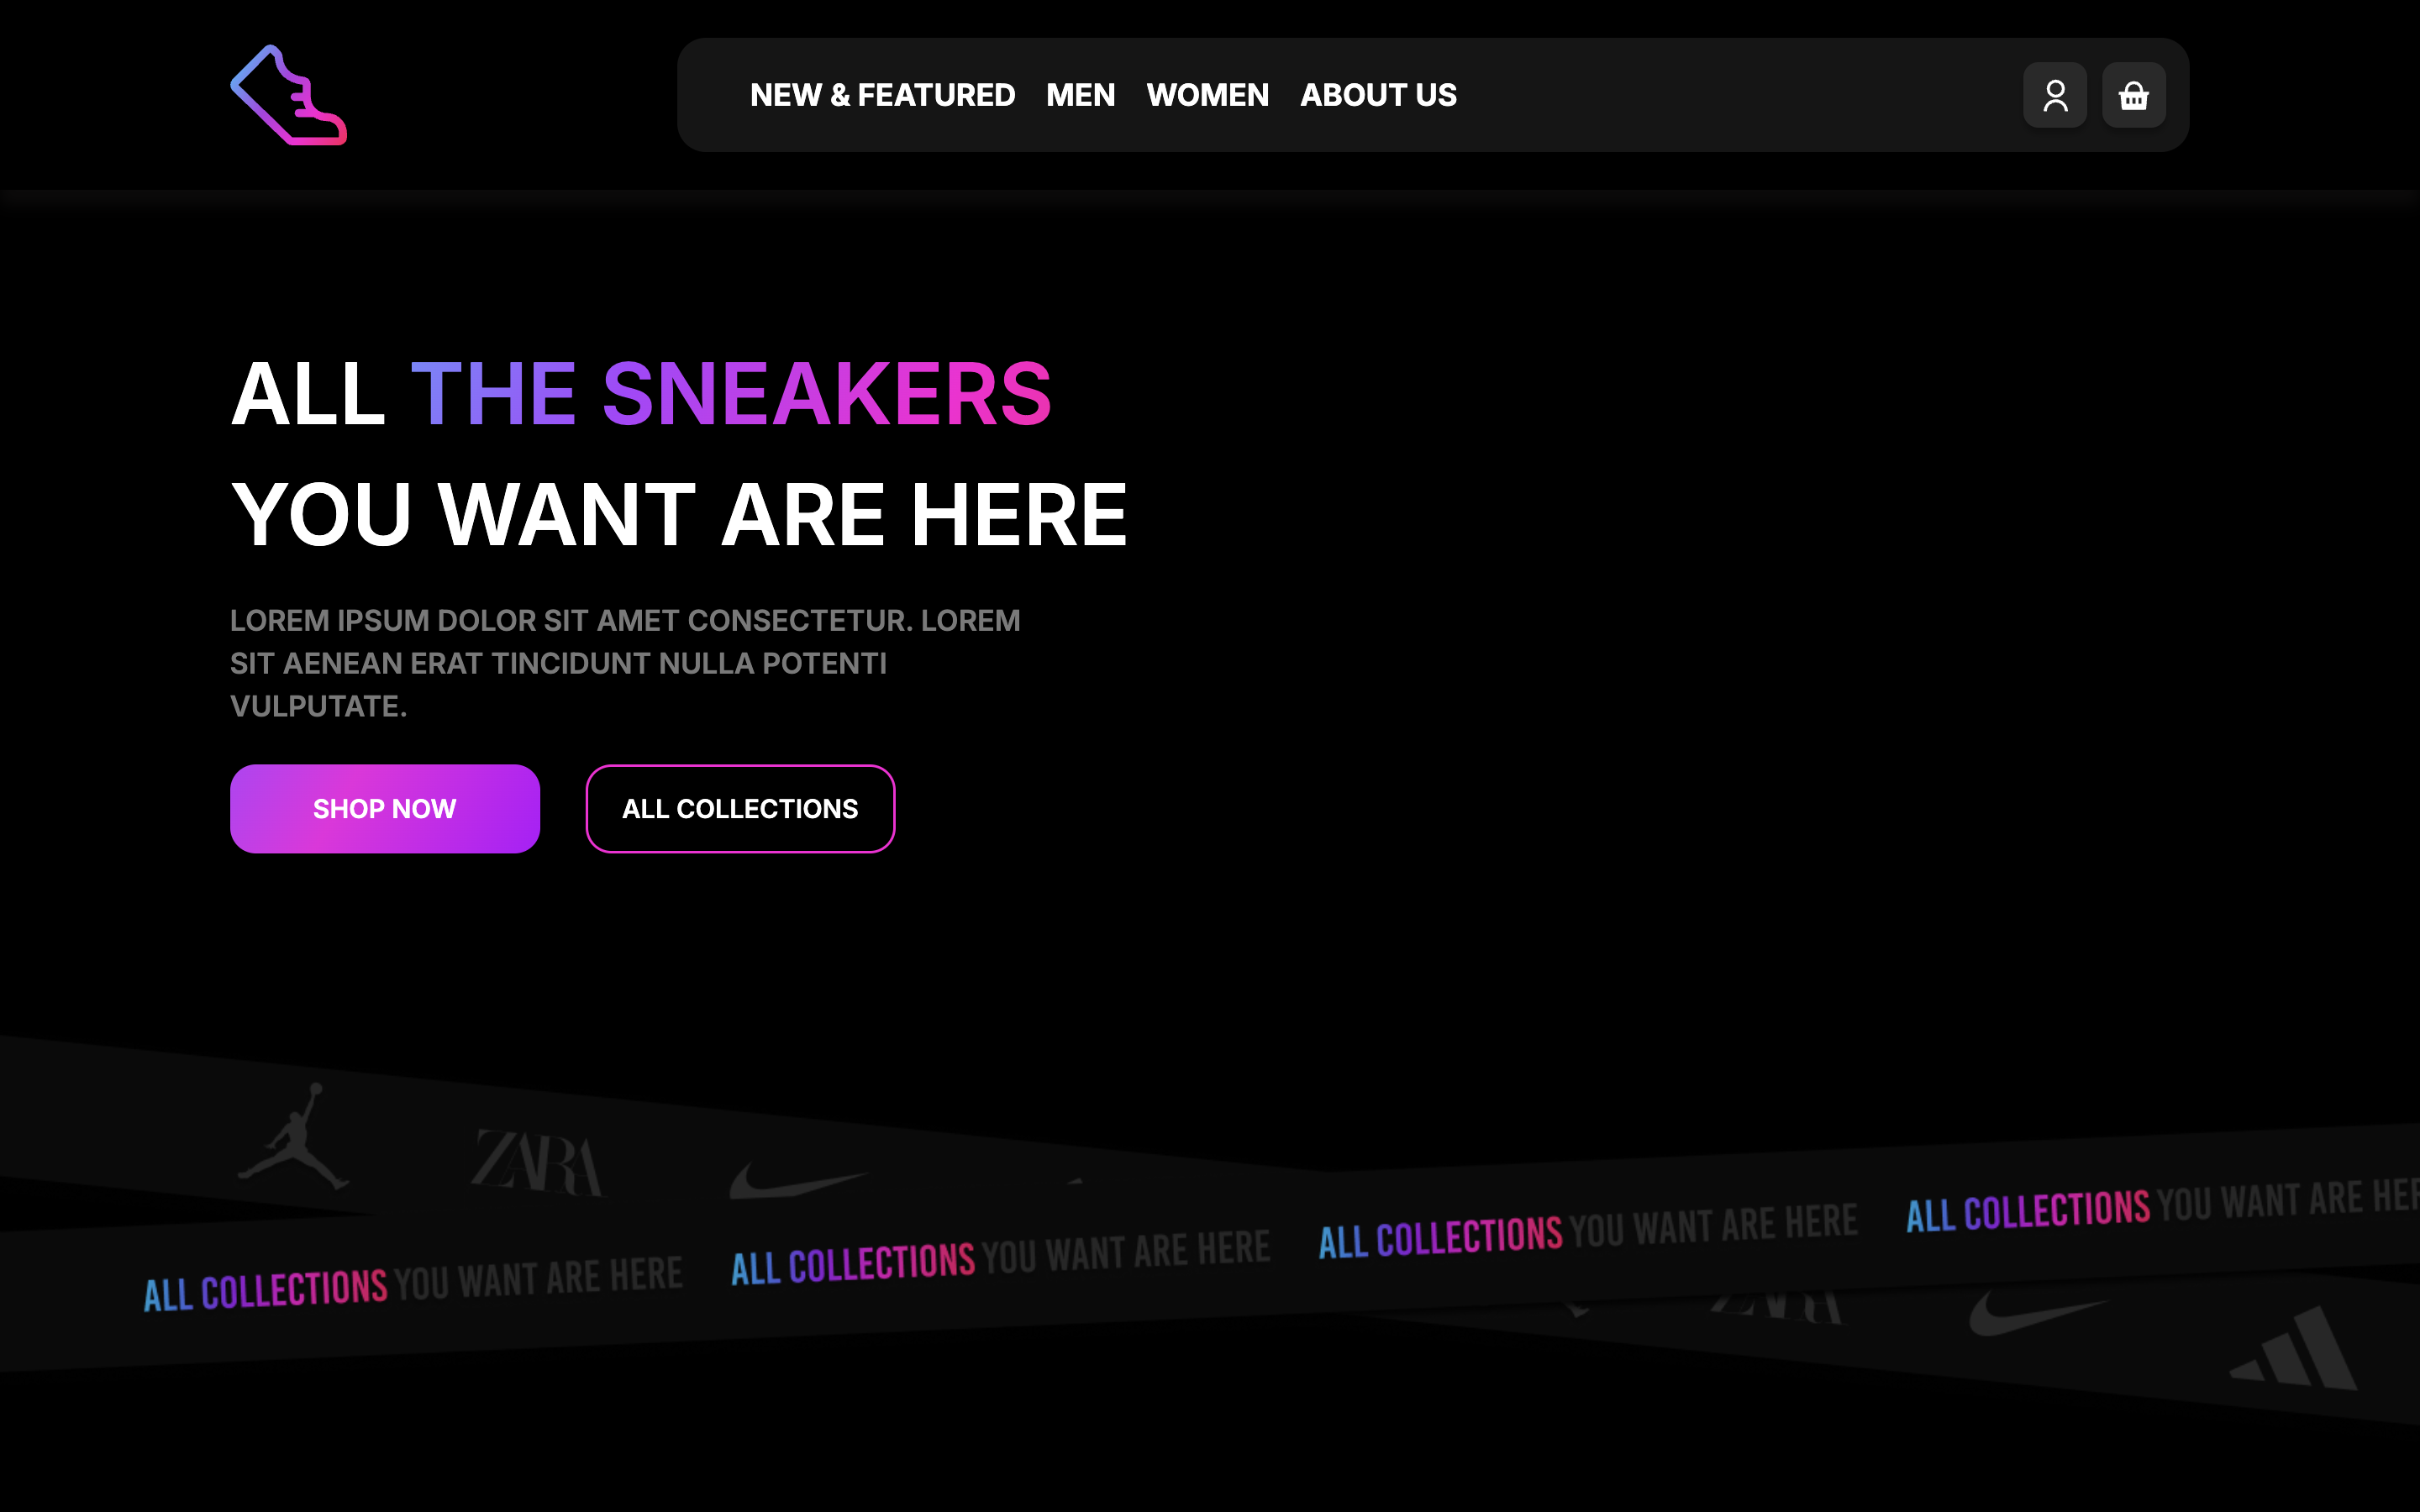 NEW & FEATURED MEN WOMEN ABOUT US
ALL THE SNEAKERS
YOU WANT ARE HERE
LOREM IPSUM DOLOR SIT AMET CONSECTETUR. LOREM
SIT AENEAN ERAT TINCIDUNT NULLA POTENTI
VULPUTATE.
SHOP NOW ALL COLLECTIONS
ZARA
ALL COLLECTIONS YOU WANT ARE HERE ALL COLLECTIONS YOU WANT ARE HERE ALL COLLECTIONS YOU WANT ARE HERE ALL COLLECTIONS YOU WANT ARE HER
ZARA